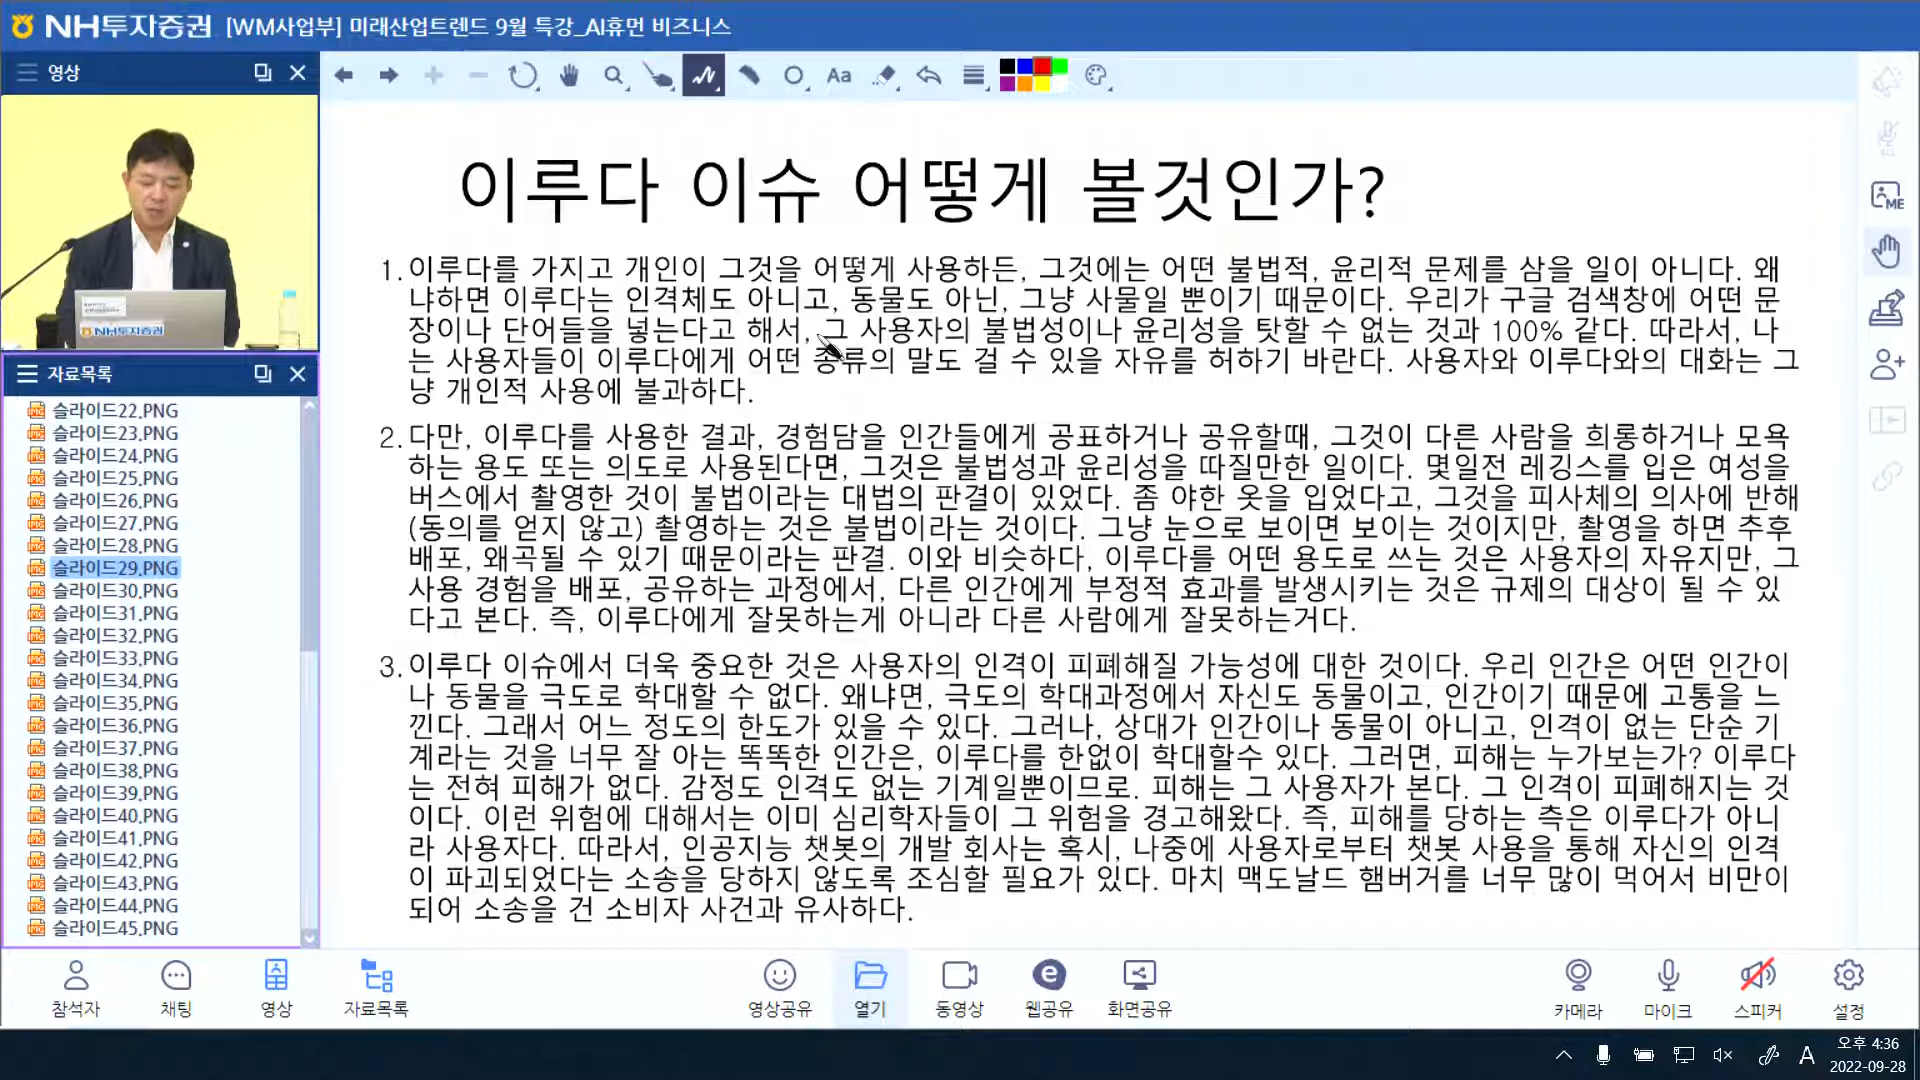 NH투자증권 [WM사업부] 미래산업트렌드 9월 특강_AI휴먼 비즈니스
영상
Aa
ME
NH투자증권
자료목록
슬라이드22.PNG
슬라이드23.PNG
슬라이드24.PNG
슬라이드25.PNG
슬라이드26.PNG
슬라이드27.PNG
슬라이드28.PNG
슬라이드29.PNG
슬라이드30.PNG
슬라이드31.PNG
슬라이드32.PNG
슬라이드33.PNG
슬라이드34.PNG
슬라이드35.PNG
슬라이드36.PNG
슬라이드37.PNG
슬라이드38.PNG
슬라이드39.PNG
슬라이드40.PNG
슬라이드41.PNG
슬라이드42.PNG
슬라이드43.PNG
슬라이드44.PNG
슬라이드45.PNG
이루다 이슈 어떻게 볼것인가?
1. 이루다를 가지고 개인이 그것을 어떻게 사용하든, 그것에는 어떤 불법적, 윤리적 문제를 삼을 일이 아니다. 왜
냐하면 이루다는 인격체도 아니고, 동물도 아닌, 그냥 사물일 뿐이기 때문이다. 우리가 구글 검색창에 어떤 문
장이나 단어들을 넣는다고 해서, 그 사용자의 불법성이나 윤리성을 탓할 수 없는 것과 100% 같다. 따라서, 나
는 사용자들이 이루다에게 어떤 종류의 말도 걸 수 있을 자유를 허하기 바란다. 사용자와 이루다와의 대화는 그
냥 개인적 사용에 불과하다.
2. 다만, 이루다를 사용한 결과, 경험담을 인간들에게 공표하거나 공유할때, 그것이 다른 사람을 희롱하거나 모욕
하는 용도 또는 의도로 사용된다면, 그것은 불법성과 윤리성을 따질만한 일이다. 몇일전 레깅스를 입은 여성을
버스에서 촬영한 것이 불법이라는 대법의 판결이 있었다. 좀 야한 옷을 입었다고, 그것을 피사체의 의사에 반해
(동의를 얻지 않고) 촬영하는 것은 불법이라는 것이다. 그냥 눈으로 보이면 보이는 것이지만, 촬영을 하면 추후
배포, 왜곡될 수 있기 때문이라는 판결. 이와 비슷하다, 이루다를 어떤 용도로 쓰는 것은 사용자의 자유지만, 그
사용 경험을 배포, 공유하는 과정에서, 다른 인간에게 부정적 효과를 발생시키는 것은 규제의 대상이 될 수 있
다고 본다. 즉, 이루다에게 잘못하는게 아니라 다른 사람에게 잘못하는거다.
3. 이루다 이슈에서 더욱 중요한 것은 사용자의 인격이 피폐해질 가능성에 대한 것이다. 우리 인간은 어떤 인간이
나 동물을 극도로 학대할 수 없다. 왜냐면, 극도의 학대과정에서 자신도 동물이고, 인간이기 때문에 고통을 느
낀다. 그래서 어느 정도의 한도가 있을 수 있다. 그러나, 상대가 인간이나 동물이 아니고, 인격이 없는 단순 기
계라는 것을 너무 잘 아는 똑똑한 인간은, 이루다를 한없이 학대할수 있다. 그러면, 피해는 누가보는가? 이루다
는 전혀 피해가 없다. 감정도 인격도 없는 기계일뿐이므로. 피해는 그 사용자가 본다. 그 인격이 피폐해지는 것
이다. 이런 위험에 대해서는 이미 심리학자들이 그 위험을 경고해왔다. 즉, 피해를 당하는 측은 이루다가 아니
라 사용자다. 따라서, 인공지능 챗봇의 개발 회사는 혹시, 나중에 사용자로부터 챗봇 사용을 통해 자신의 인격
이 파괴되었다는 소송을 당하지 않도록 조심할 필요가 있다. 마치 맥도날드 햄버거를 너무 많이 먹어서 비만이
되어 소송을 건 소비자 사건과 유사하다.
참석자 채팅 영상 자료목록 영상공유 열기 동영상 웹공유 화면공유 카메라 마이크 스피커 설정
A 오후 4:36
2022-09-28